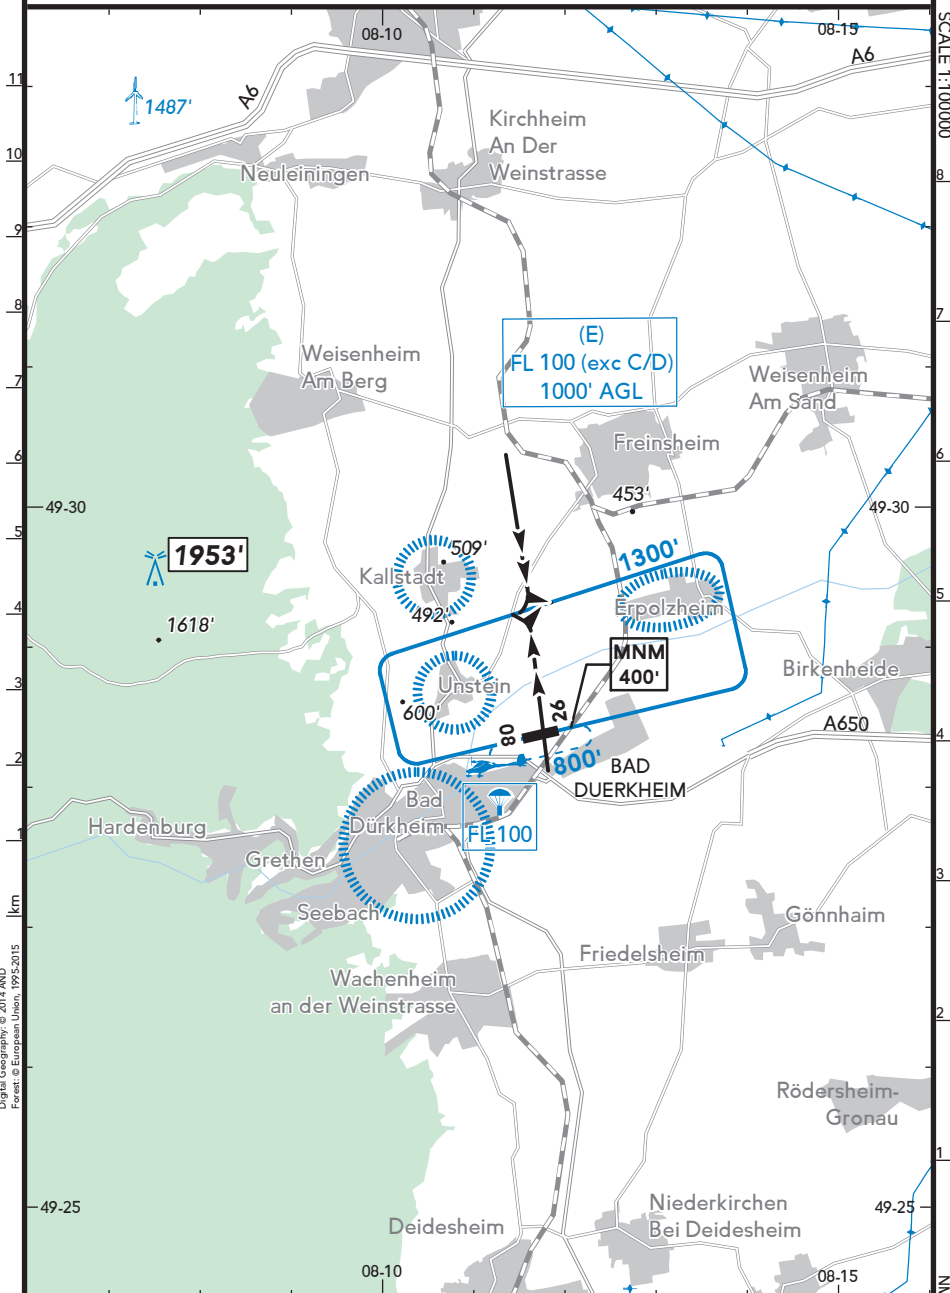 08-10
08-15
SCALE 1:100000
A6
A6
11
1487'
Kirchheim
An Der
Weinstrasse
10
Neuleiningen
8
9
8
7
(E)
FL 100 (exc C/D)
1000' AGL
Weisenheim
Am Berg
7
Weisenheim
Am Sand
Freinsheim
6
6
453'
49-30
49-30
5
509'
1300'
1953'
Kallstadt
4
492'
Erpolzheim
5
1618'
MNM
400'
Birkenheide
3
Unstein
600'
26
08
A650
4
2
800'
BAD
DUERKHEIM
Bad
Dürkheim
FL 100
1
Hardenburg
Grethen
3
km
Seebach
Gönnhaim
Friedelsheim
Wachenheim
an der Weinstrasse
2
Digital Geography: © 2014 AND
Forest: © European Union, 1995-2015
Rödersheim-
Gronau
1
49-25
49-25
Niederkirchen
Bei Deidesheim
Deidesheim
08-10
08-15